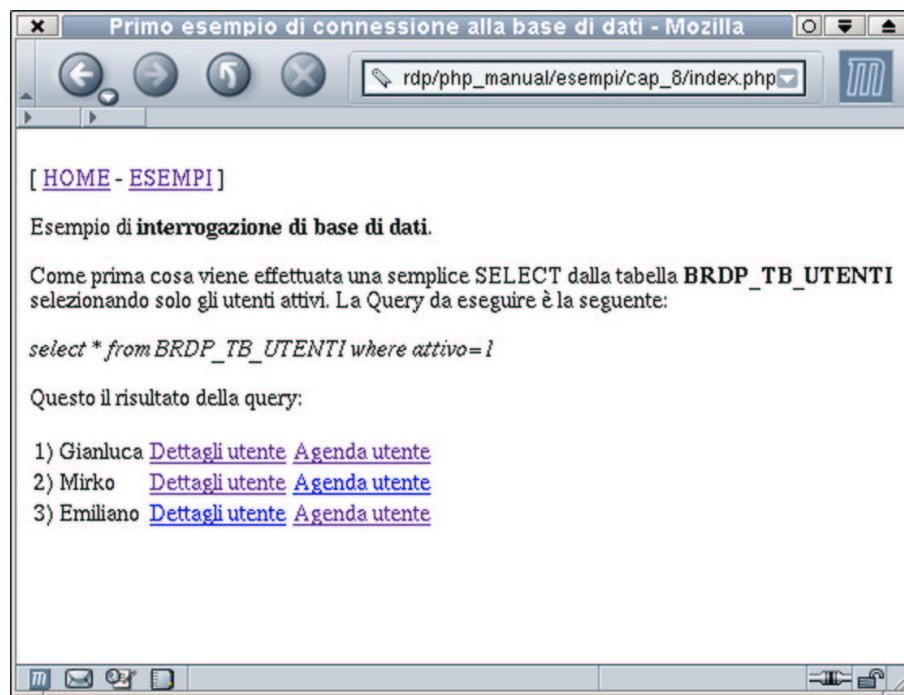 Primo esempio di connessione alla base di dati - Mozilla
rdp/php_manual/esempi/cap_8/index.php
[ HOME - ESEMPI ]
Esempio di interrogazione di base di dati.
Come prima cosa viene effettuata una semplice SELECT dalla tabella BRDP_TB_UTENTI
selezionando solo gli utenti attivi. La Query da eseguire è la seguente:
select * from BRDP_TB_UTENTI where attivo=1
Questo il risultato della query:
1) Gianluca Dettagli utente Agenda utente
2) Mirko Dettagli utente Agenda utente
3) Emiliano Dettagli utente Agenda utente